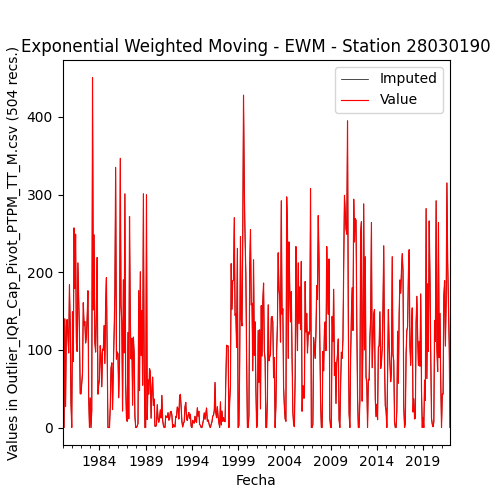 Exponential Weighted Moving - EWM - Station 28030190
Imputed
Value
Values in Outlier_IQR_Cap_Pivot_PTPM_TT_M.csv (504 recs.)
400
300
200
100
0
1984 1989 1994 1999 2004 2009 2014 2019
Fecha